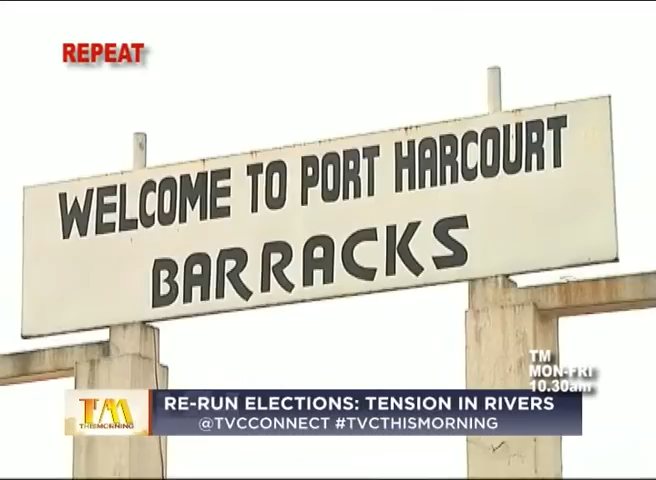 REPEAT
WELCOME TO PORT HARCOURT
BARRACKS
TM
MON-FRI
10.30am
TM
THISMORNING
RE-RUN ELECTIONS: TENSION IN RIVERS
@TVCCONNECT #TVCTHISMORNING